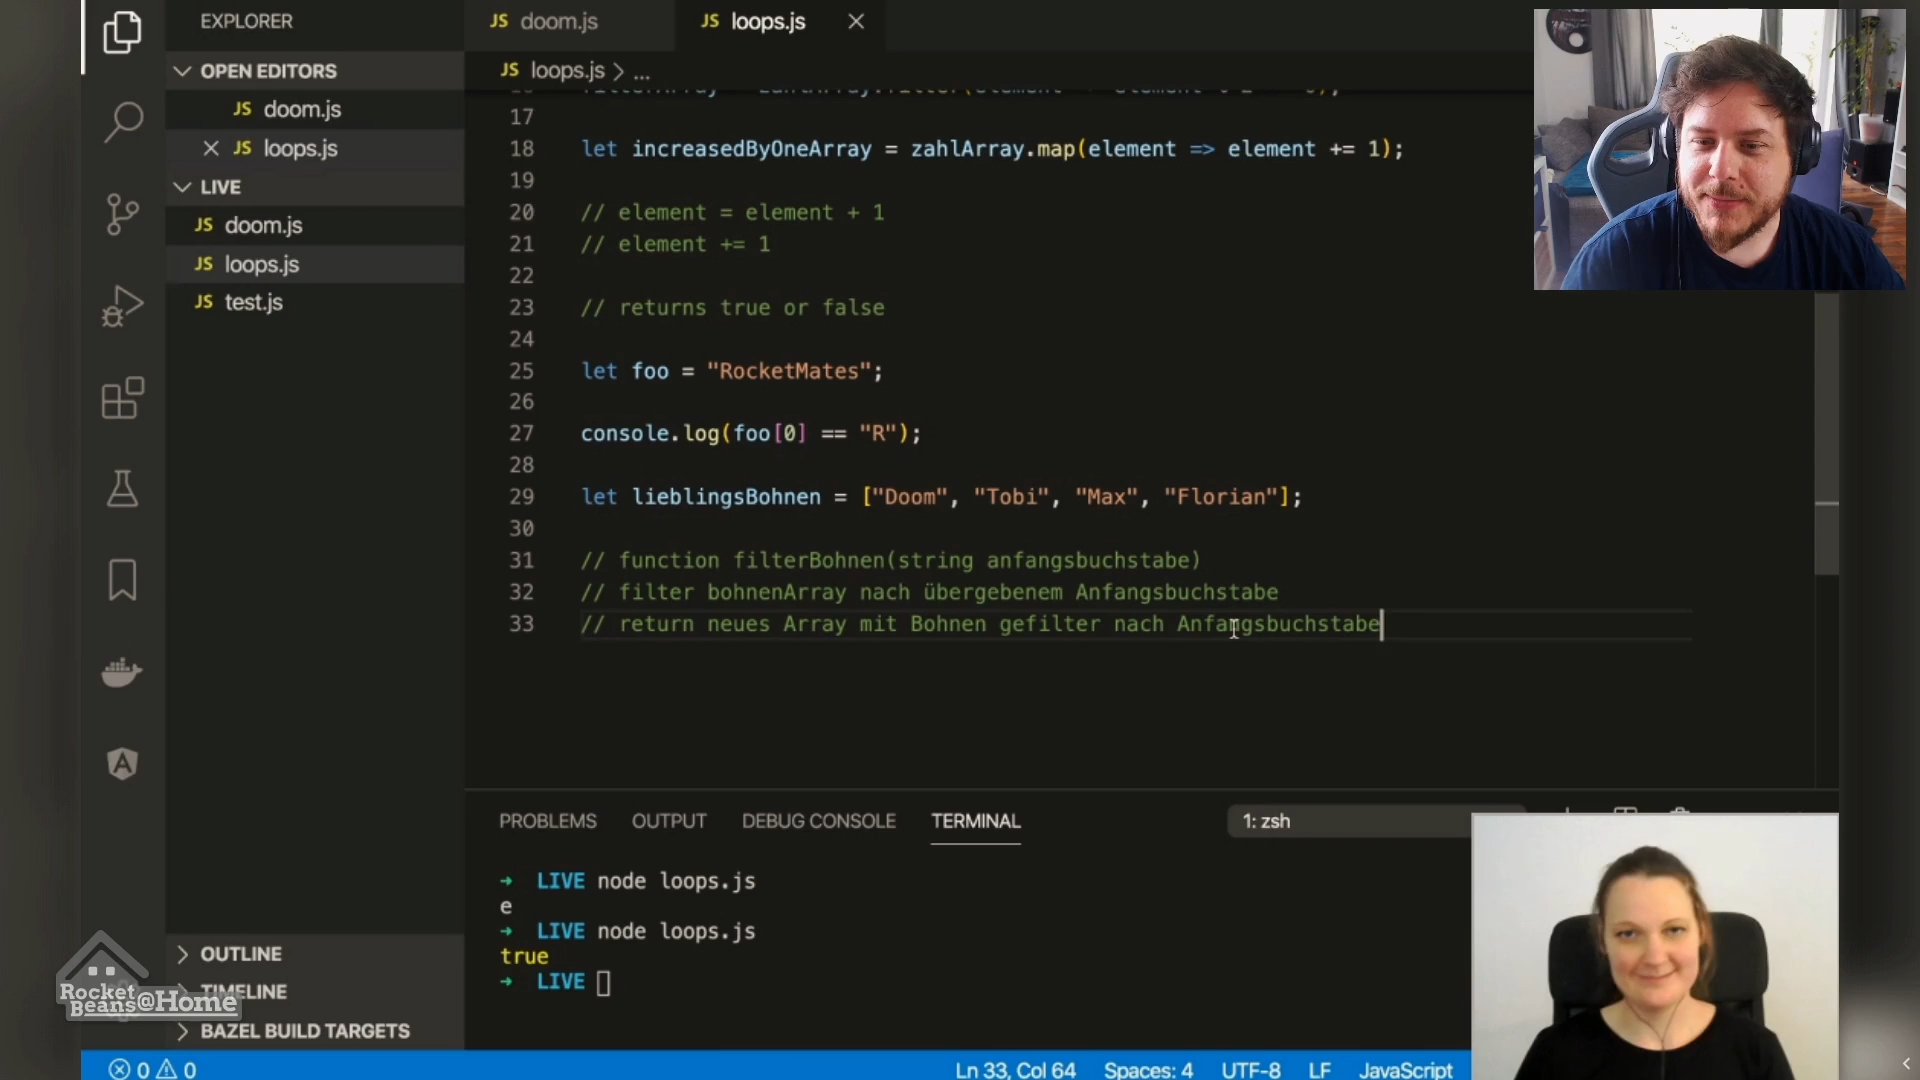 EXPLORER
JS doom.js
JS loops.js
OPEN EDITORS
JS doom.js
JS loops.js
LIVE
JS doom.js
JS loops.js
JS test.js
OUTLINE
TIMELINE
BAZEL BUILD TARGETS
JS loops.js > ...
17
18 let increasedByOneArray = zahlArray.map(element => element += 1);
19
20 // element = element + 1
21 // element += 1
22
23 // returns true or false
24
25 let foo = "RocketMates";
26
27 console.log(foo[0] == "R");
28
29 let lieblingsBohnen = ["Doom", "Tobi", "Max", "Florian"];
30
31 // function filterBohnen(string anfangsbuchstabe)
32 // filter bohnenArray nach übergebenem Anfangsbuchstabe
33 // return neues Array mit Bohnen gefilter nach Anfangsbuchstabe
PROBLEMS OUTPUT DEBUG CONSOLE TERMINAL 1: zsh
→ LIVE node loops.js
e
→ LIVE node loops.js
true
→ LIVE
Rocket
Beans@Home
0 0 Ln 33, Col 64 Spaces: 4 UTF-8 LF JavaScript